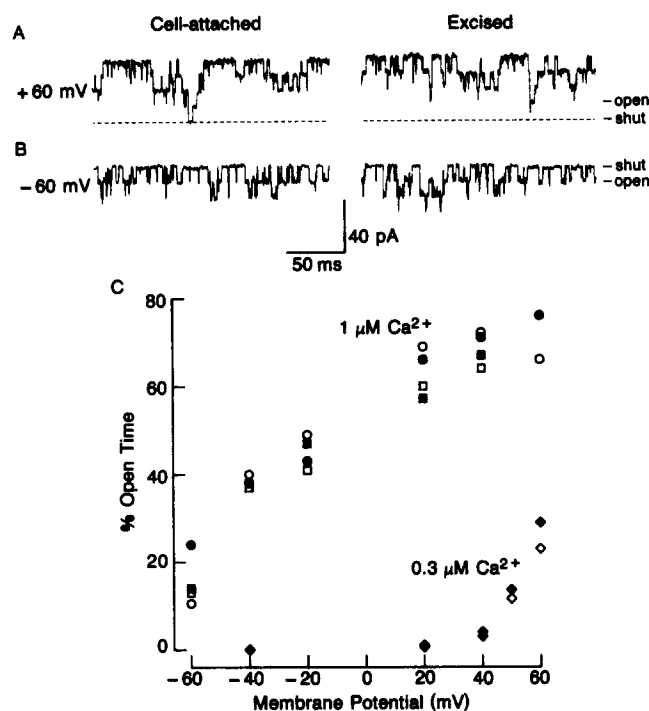 Cell-attached Excised
A
+60 mV
open
shut
B
−60 mV
shut
open
40 pA
50 ms
C
80
60
40
20
0
% Open Time
1 μM Ca²⁺
0.3 μM Ca²⁺
−60 −40 −20 0 20 40 60
Membrane Potential (mV)